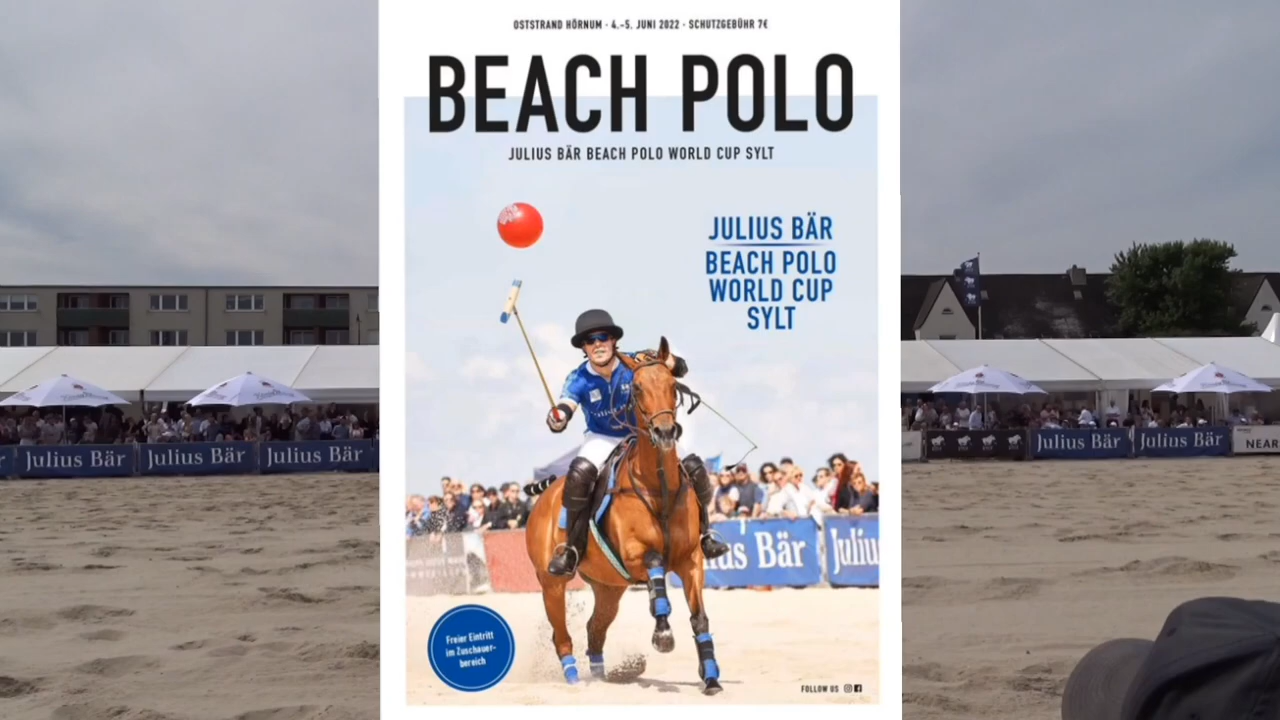 OSTSTRAND HÖRNUM · 4.–5. JUNI 2022 · SCHUTZGEBÜHR 7€
BEACH POLO
JULIUS BÄR BEACH POLO WORLD CUP SYLT
JULIUS BÄR
BEACH POLO
WORLD CUP
SYLT
Julius Bär
Julius Bär
Julius Bär
Julius Bär
Julius Bär
NEAR
us Bär
Juliu
Freier Eintritt
im Zuschauer-
bereich
FOLLOW US